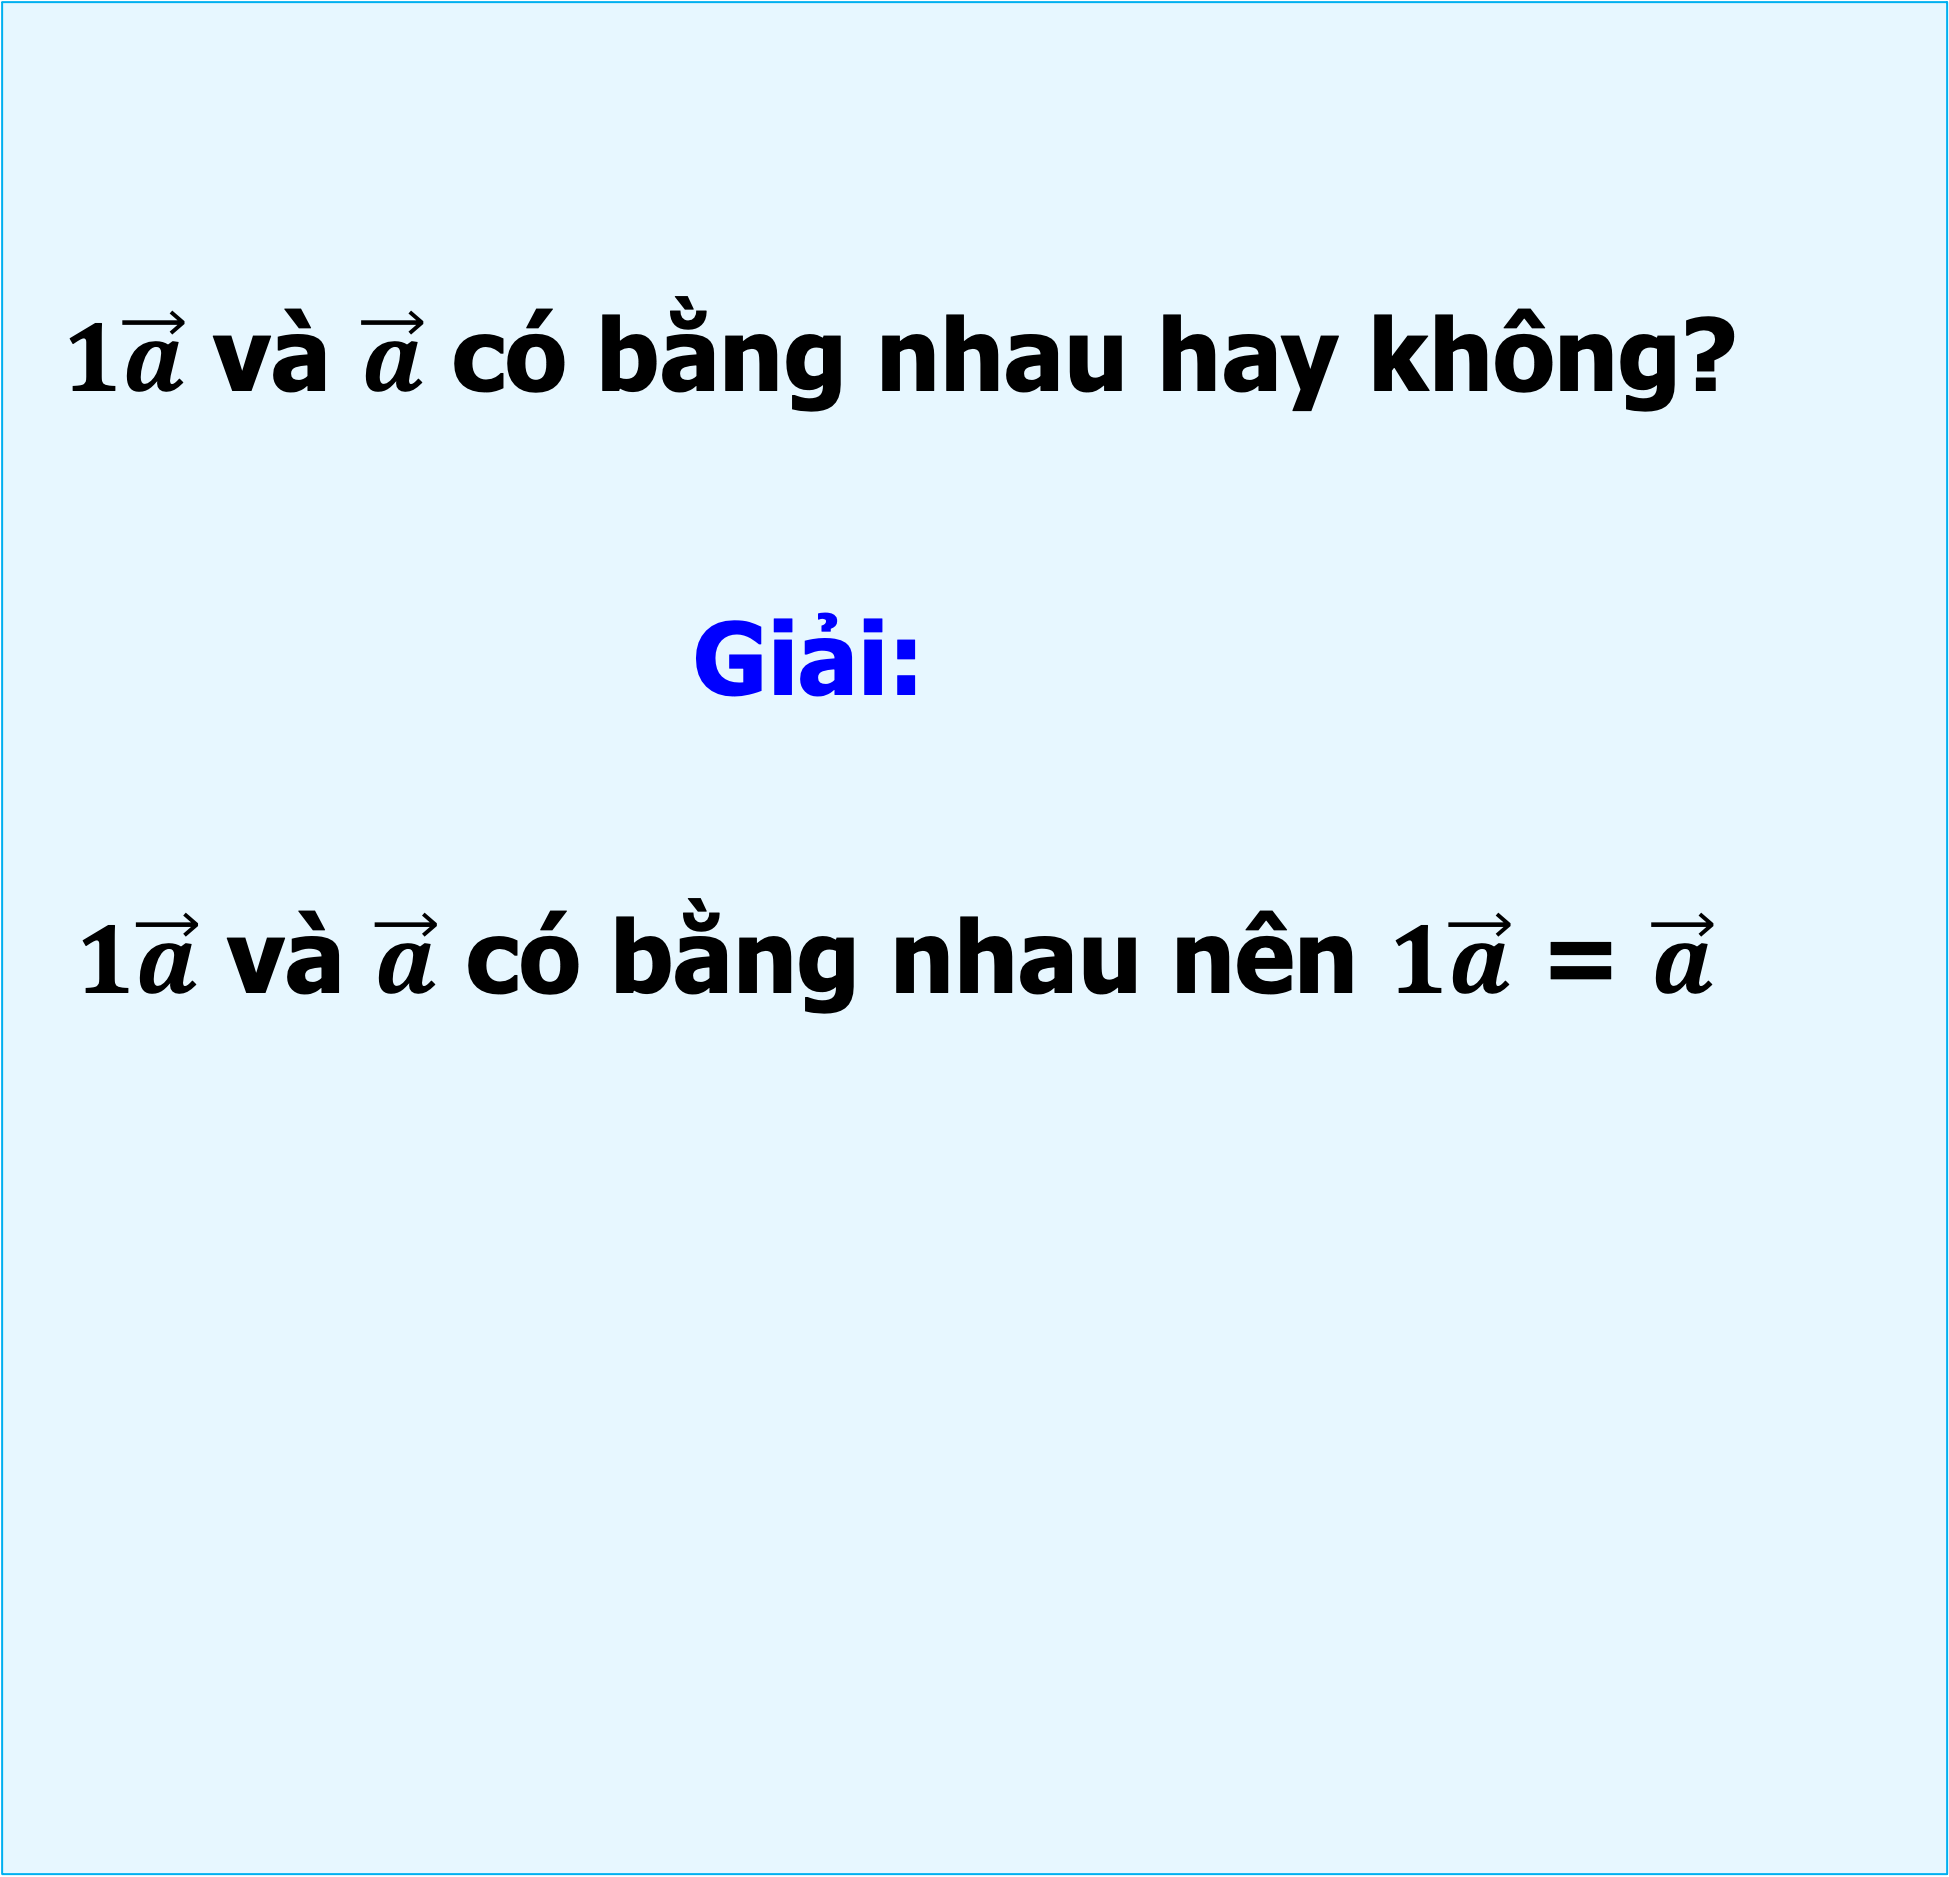 1a⃗ và a⃗ có bằng nhau hay không?
Giải:
1a⃗ và a⃗ có bằng nhau nên 1a⃗ = a⃗